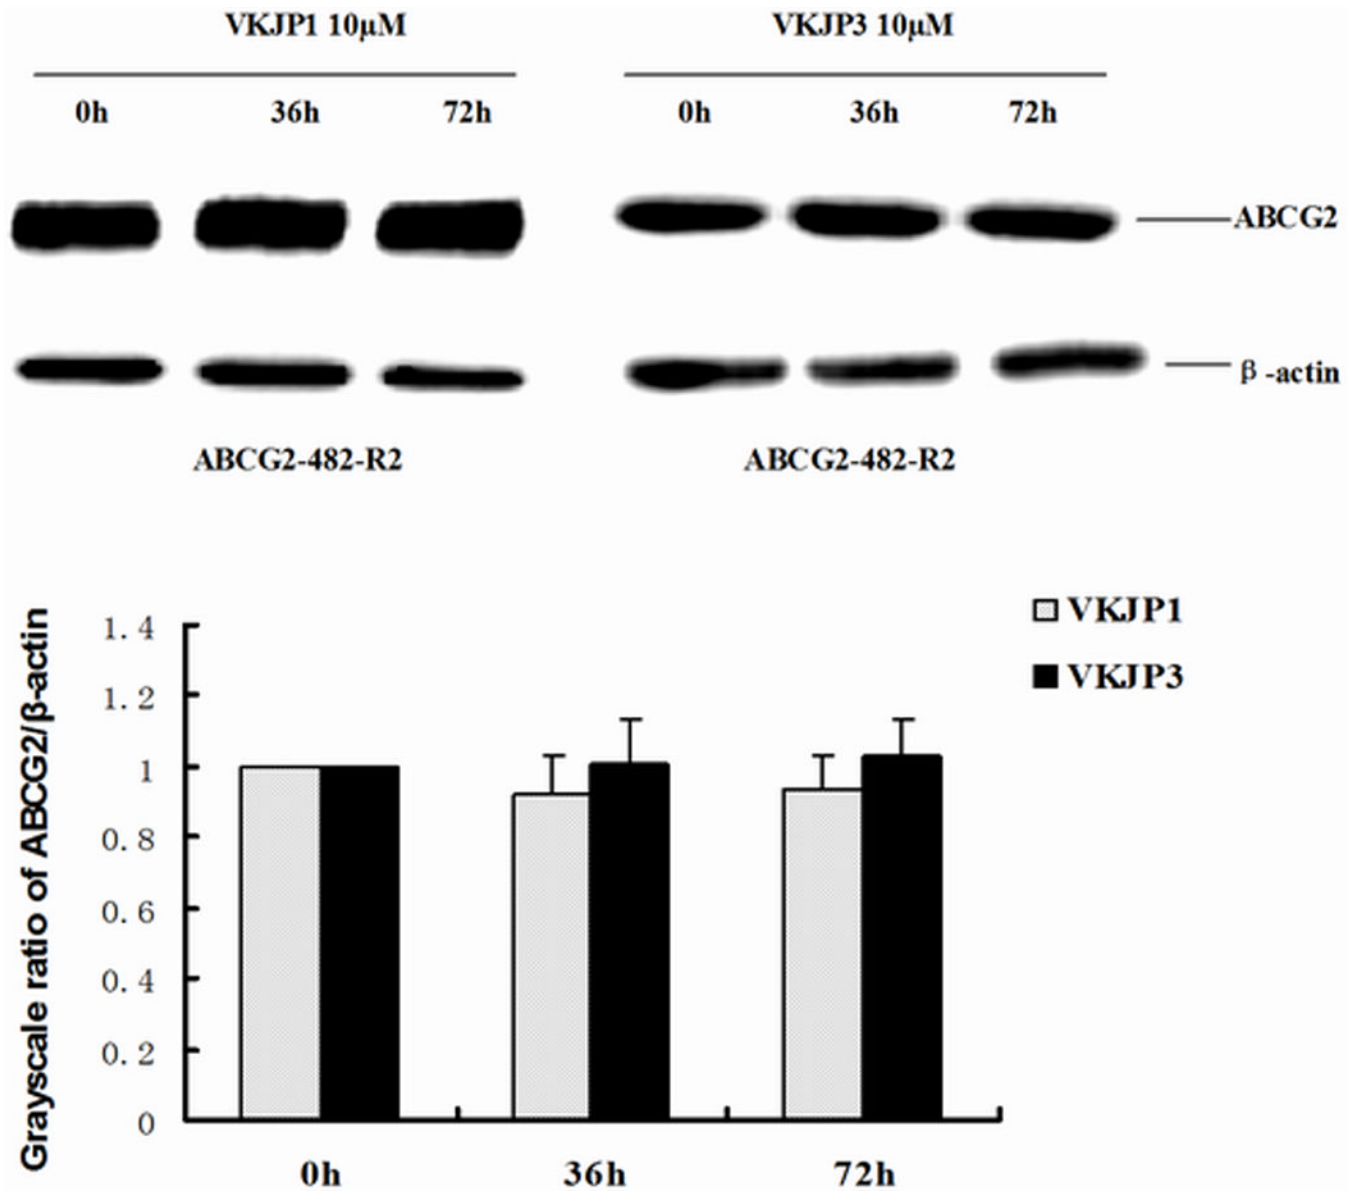 VKJP1 10μM VKJP3 10μM
0h 36h 72h 0h 36h 72h
ABCG2
β-actin
ABCG2-482-R2 ABCG2-482-R2
Grayscale ratio of ABCG2/β-actin
1.4
1.2
1
0.8
0.6
0.4
0.2
0
VKJP1
VKJP3
0h 36h 72h